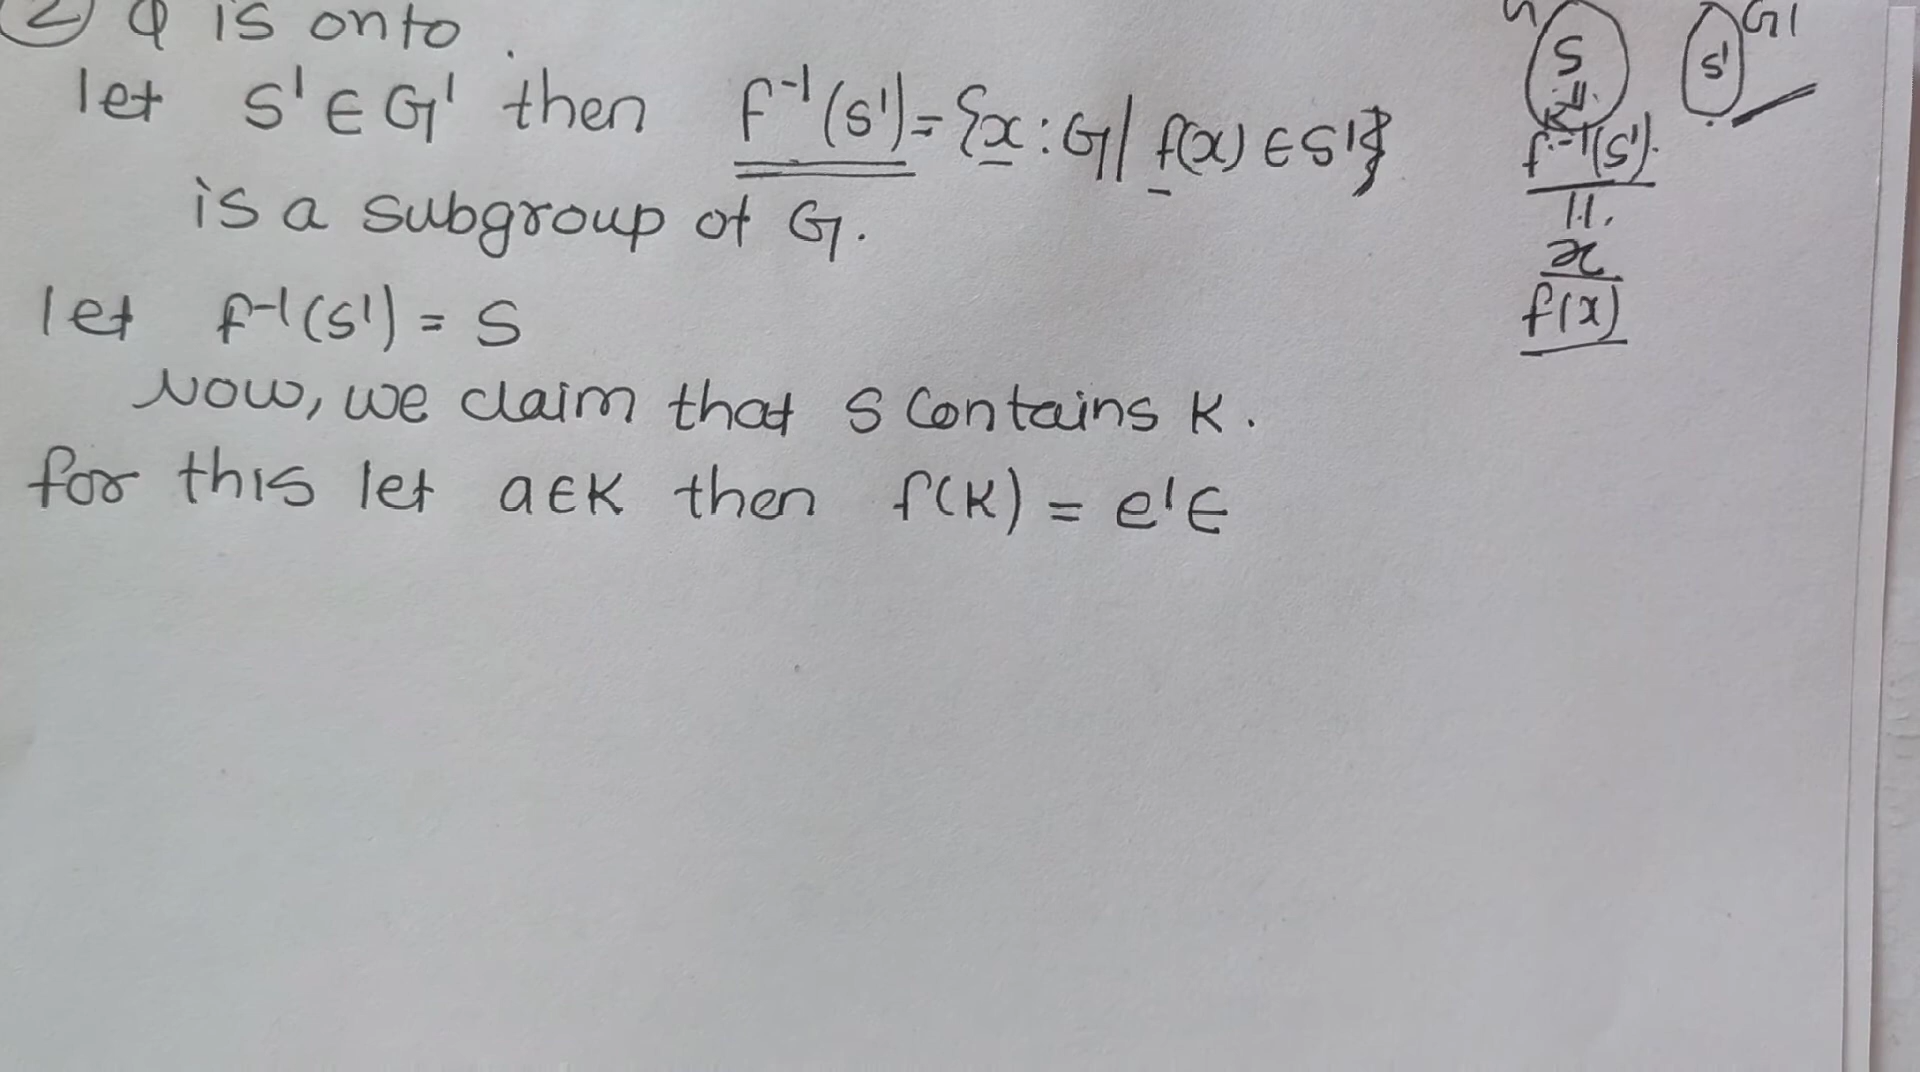 ② φ is onto.
let S' ∈ G' then f⁻¹(S') = {x : G | f(x) ∈ S'}
is a subgroup of G.
let f⁻¹(S') = S
Now, we claim that S contains K.
for this let a ∈ K then f(K) = e' ∈
S
G'
S'
f⁻¹(S').
x
f(x)